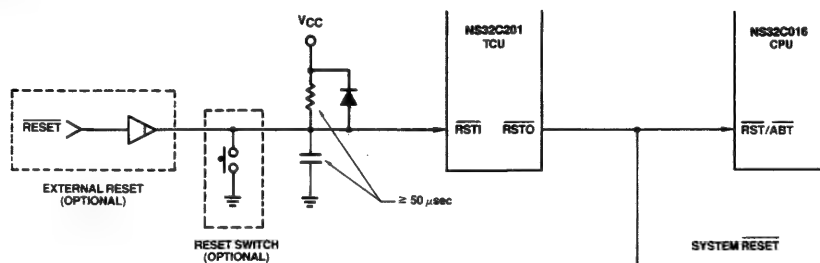 VCC
NS32C201
TCU
NS32C016
CPU
RESET
RSTI
RSTO
RST/ABT
EXTERNAL RESET
(OPTIONAL)
≥ 50 μsec
RESET SWITCH
(OPTIONAL)
SYSTEM RESET